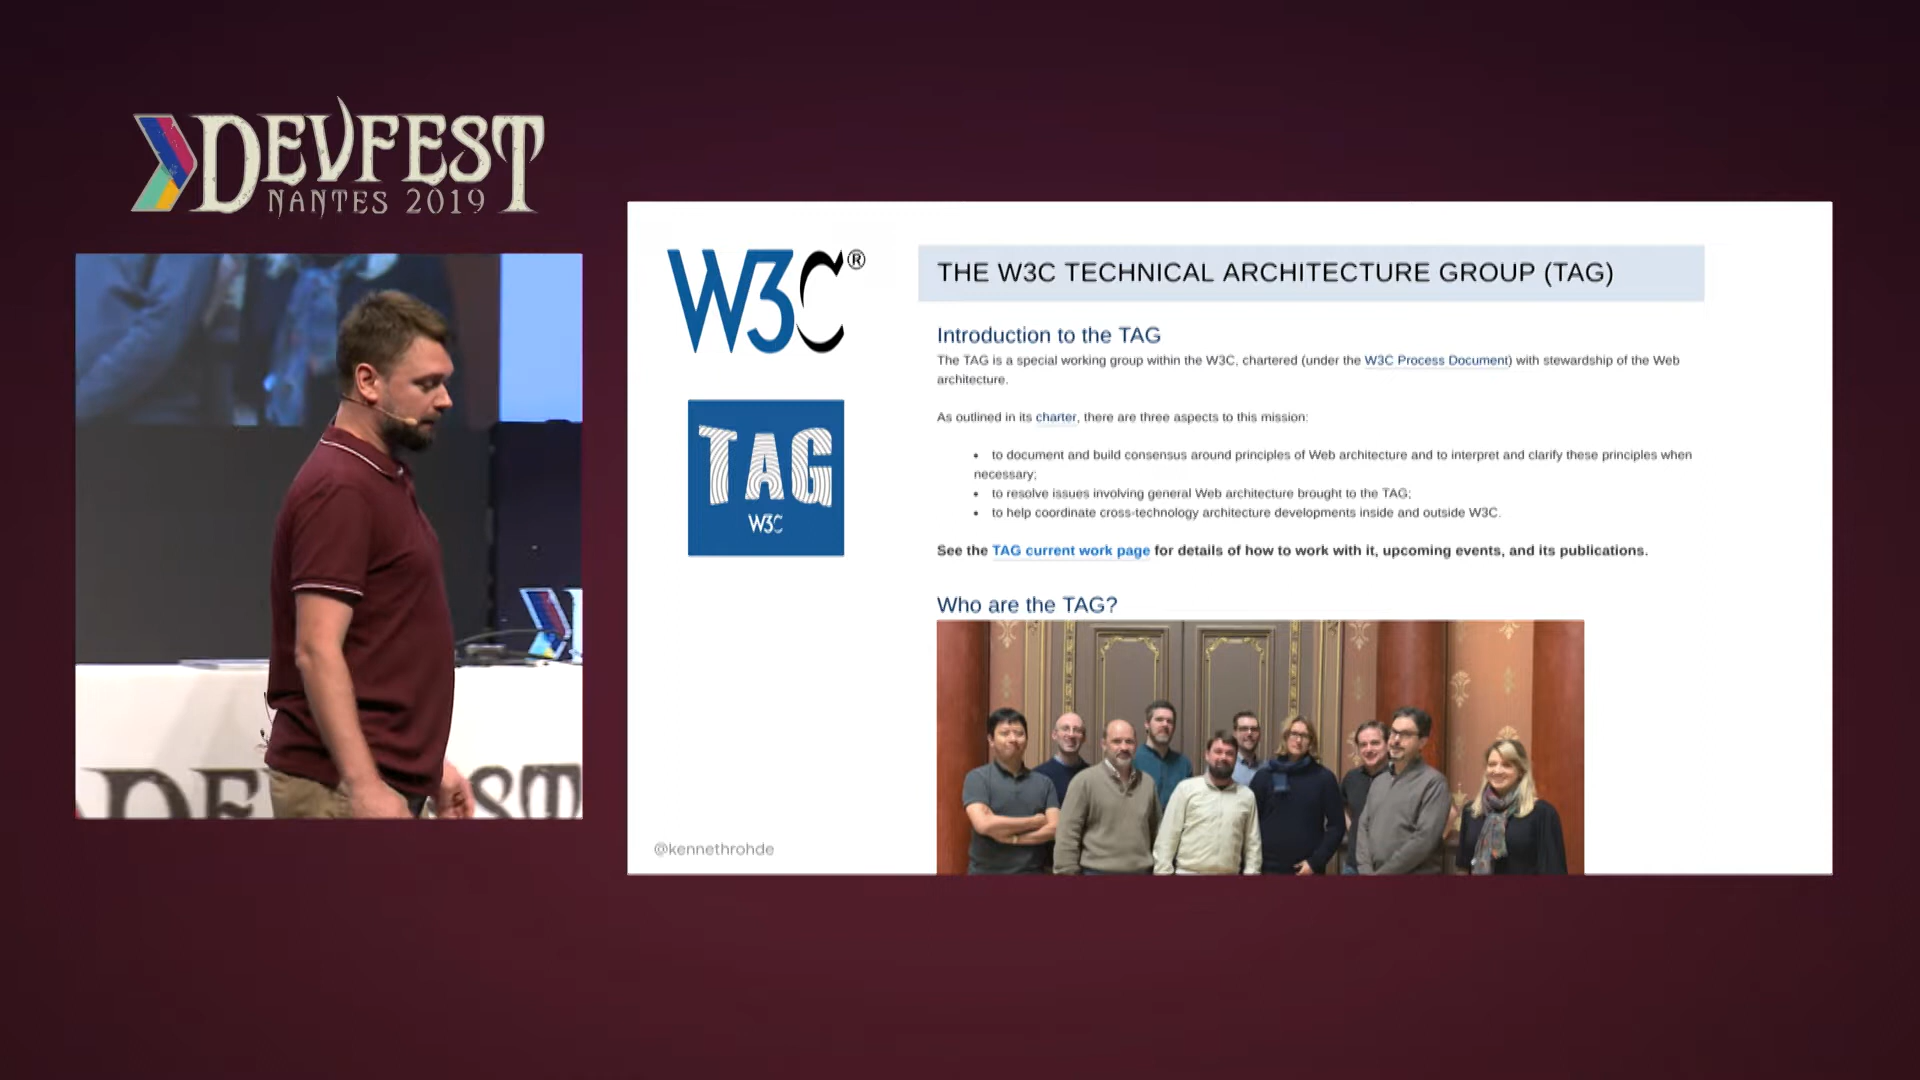 DEVFEST
NANTES 2019
W3C®
TAG
W3C
THE W3C TECHNICAL ARCHITECTURE GROUP (TAG)
Introduction to the TAG
The TAG is a special working group within the W3C, chartered (under the W3C Process Document) with stewardship of the Web
architecture.
As outlined in its charter, there are three aspects to this mission:
• to document and build consensus around principles of Web architecture and to interpret and clarify these principles when
necessary;
• to resolve issues involving general Web architecture brought to the TAG;
• to help coordinate cross-technology architecture developments inside and outside W3C.
See the TAG current work page for details of how to work with it, upcoming events, and its publications.
Who are the TAG?
@kennethrohde